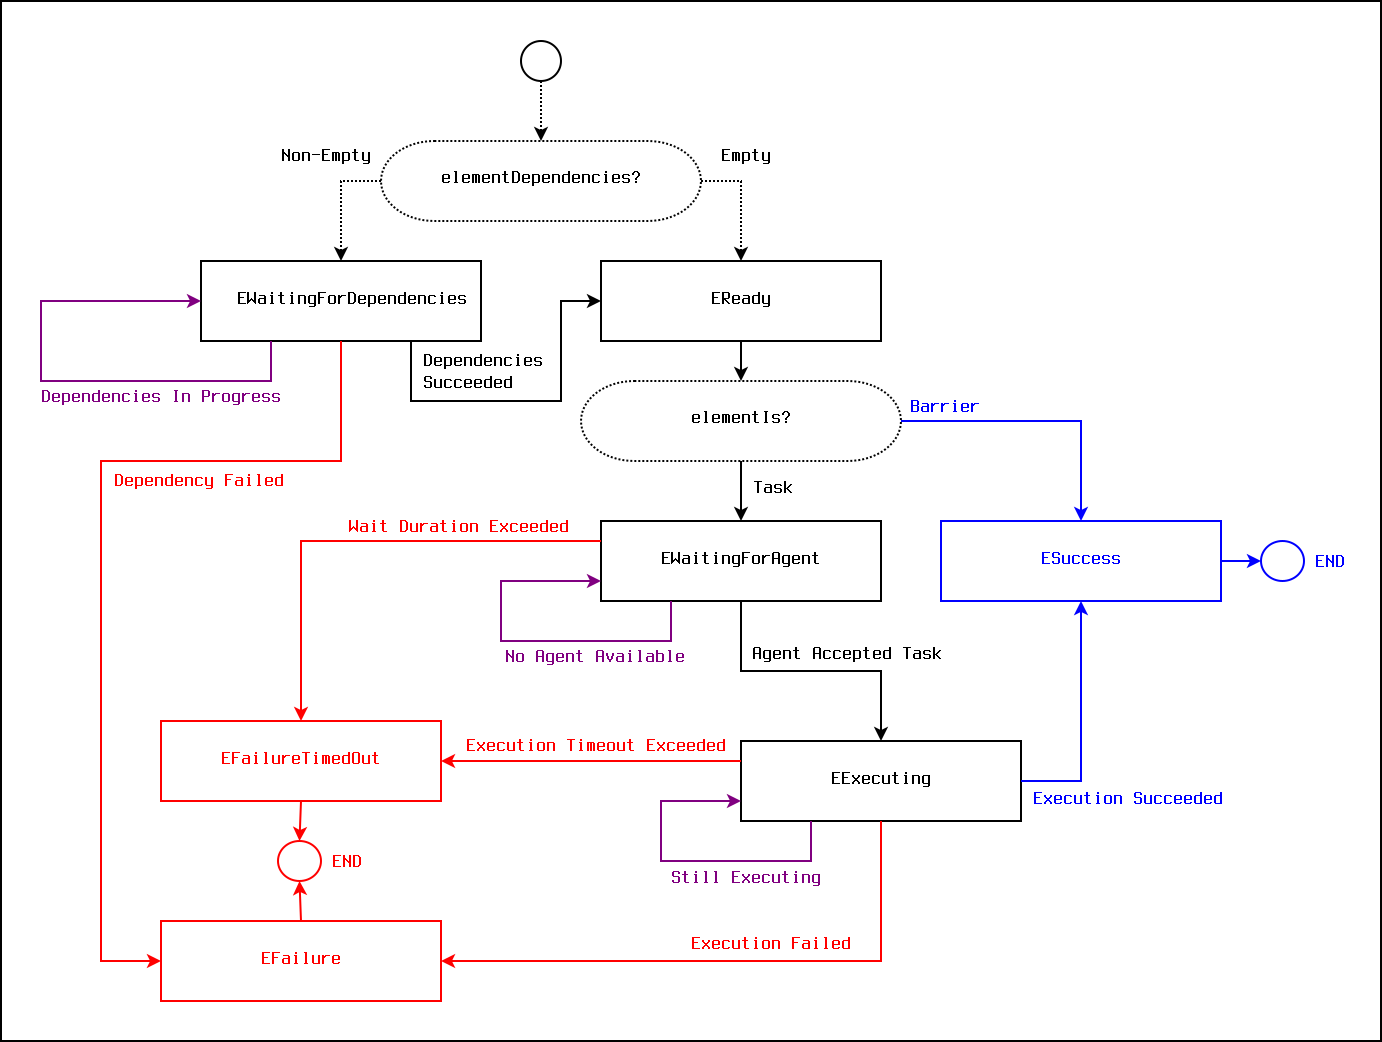 Non-Empty
Empty
elementDependencies?
EWaitingForDependencies
EReady
Dependencies
Succeeded
Dependencies In Progress
elementIs?
Barrier
Dependency Failed
Task
Wait Duration Exceeded
EWaitingForAgent
ESuccess
END
No Agent Available
Agent Accepted Task
EFailureTimedOut
Execution Timeout Exceeded
EExecuting
Execution Succeeded
END
Still Executing
Execution Failed
EFailure